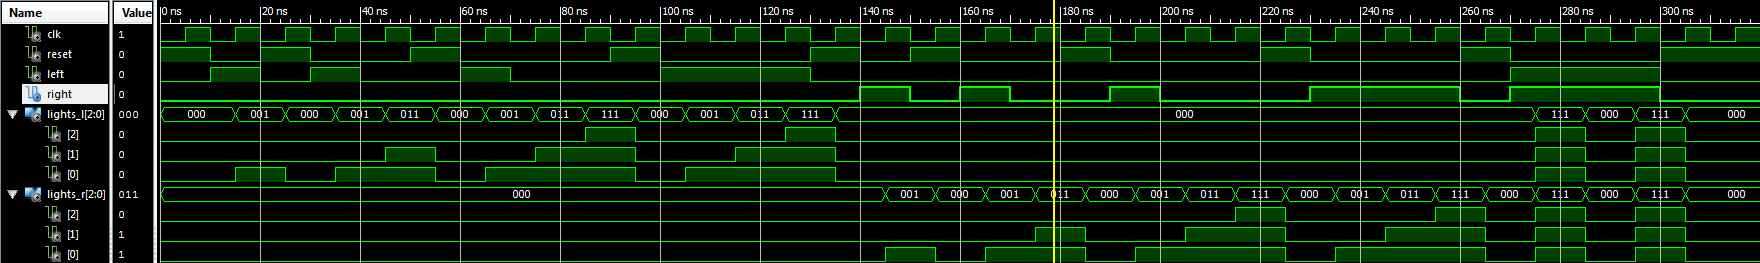 Name Value 0 ns 20 ns 40 ns 60 ns 80 ns 100 ns 120 ns 140 ns 160 ns 180 ns 200 ns 220 ns 240 ns 260 ns 280 ns 300 ns
clk 1
reset 0
left 0
right 0
lights_l[2:0] 000 000 001 000 001 011 000 001 011 111 000 001 011 111 000 111 000 111 000
[2] 0
[1] 0
[0] 0
lights_r[2:0] 011 000 001 000 001 011 000 001 011 111 000 001 011 111 000 111 000 111 000
[2] 0
[1] 1
[0] 1